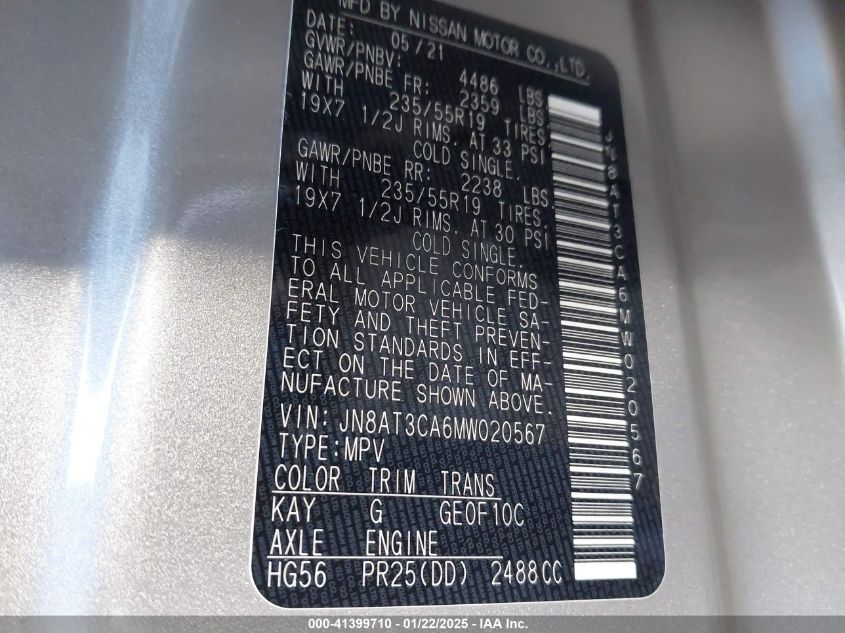 MFD BY NISSAN MOTOR CO.,LTD.
DATE: 05/21
GVWR/PNBV: 4486 LBS
GAWR/PNBE FR: 2359 LBS
WITH 235/55R19 TIRES,
19X7 1/2J RIMS. AT 33 PSI
COLD SINGLE.
GAWR/PNBE RR: 2238 LBS
WITH 235/55R19 TIRES,
19X7 1/2J RIMS. AT 30 PSI
COLD SINGLE.
THIS VEHICLE CONFORMS
TO ALL APPLICABLE FED-
ERAL MOTOR VEHICLE SA-
FETY AND THEFT PREVEN-
TION STANDARDS IN EFF-
ECT ON THE DATE OF MA-
NUFACTURE SHOWN ABOVE.
VIN: JN8AT3CA6MW020567
TYPE:MPV
COLOR TRIM TRANS
KAY G GE0F10C
AXLE ENGINE
HG56 PR25(DD) 2488CC
JN8AT3CA6MW020567
000-41399710 - 01/22/2025 - IAA Inc.